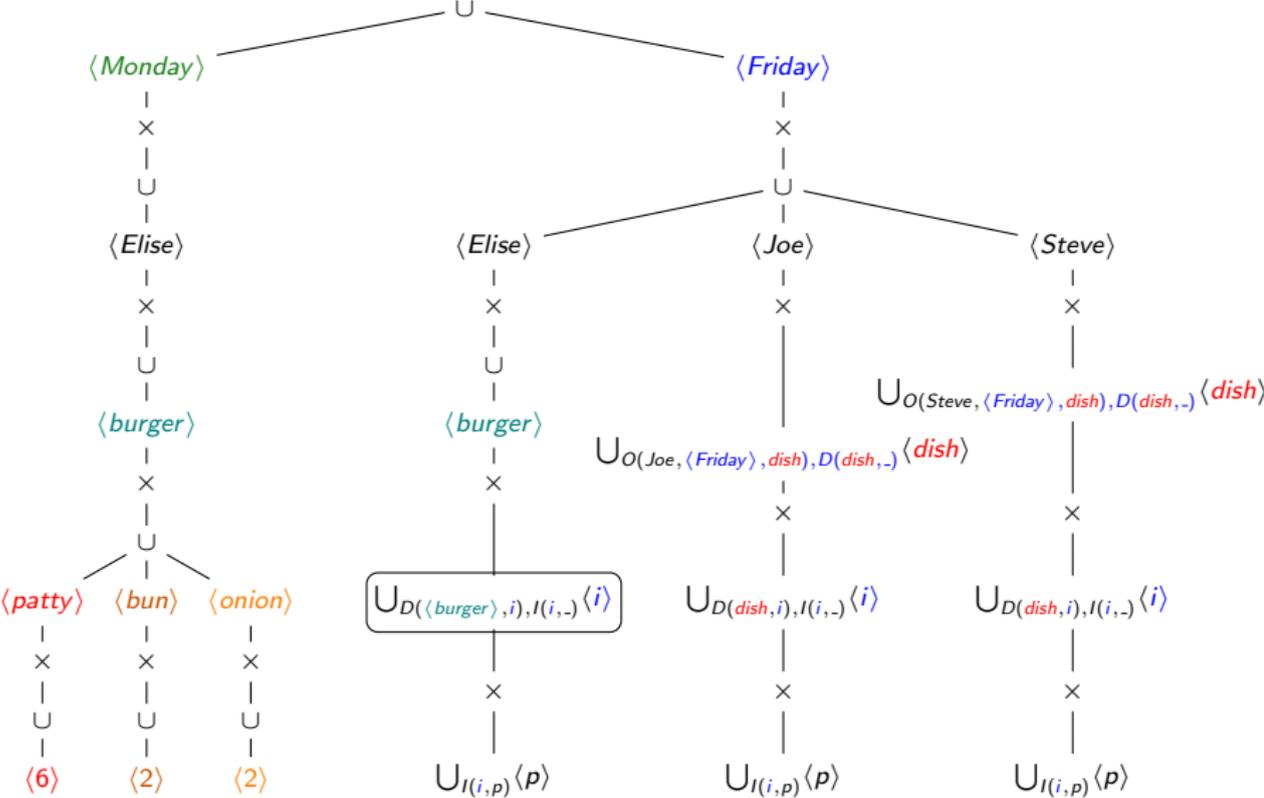 ∪
⟨Monday⟩ ⟨Friday⟩
× ×
∪ ∪
⟨Elise⟩ ⟨Elise⟩ ⟨Joe⟩ ⟨Steve⟩
× × × ×
∪ ∪
⋃O(Steve,⟨Friday⟩,dish),D(dish,_)⟨dish⟩
⟨burger⟩ ⟨burger⟩
⋃O(Joe,⟨Friday⟩,dish),D(dish,_)⟨dish⟩
× ×
× ×
∪
⟨patty⟩ ⟨bun⟩ ⟨onion⟩ ⋃D(⟨burger⟩,i),I(i,_)⟨i⟩ ⋃D(dish,i),I(i,_)⟨i⟩ ⋃D(dish,i),I(i,_)⟨i⟩
× × ×
× × ×
∪ ∪ ∪
⟨6⟩ ⟨2⟩ ⟨2⟩ ⋃I(i,p)⟨p⟩ ⋃I(i,p)⟨p⟩ ⋃I(i,p)⟨p⟩